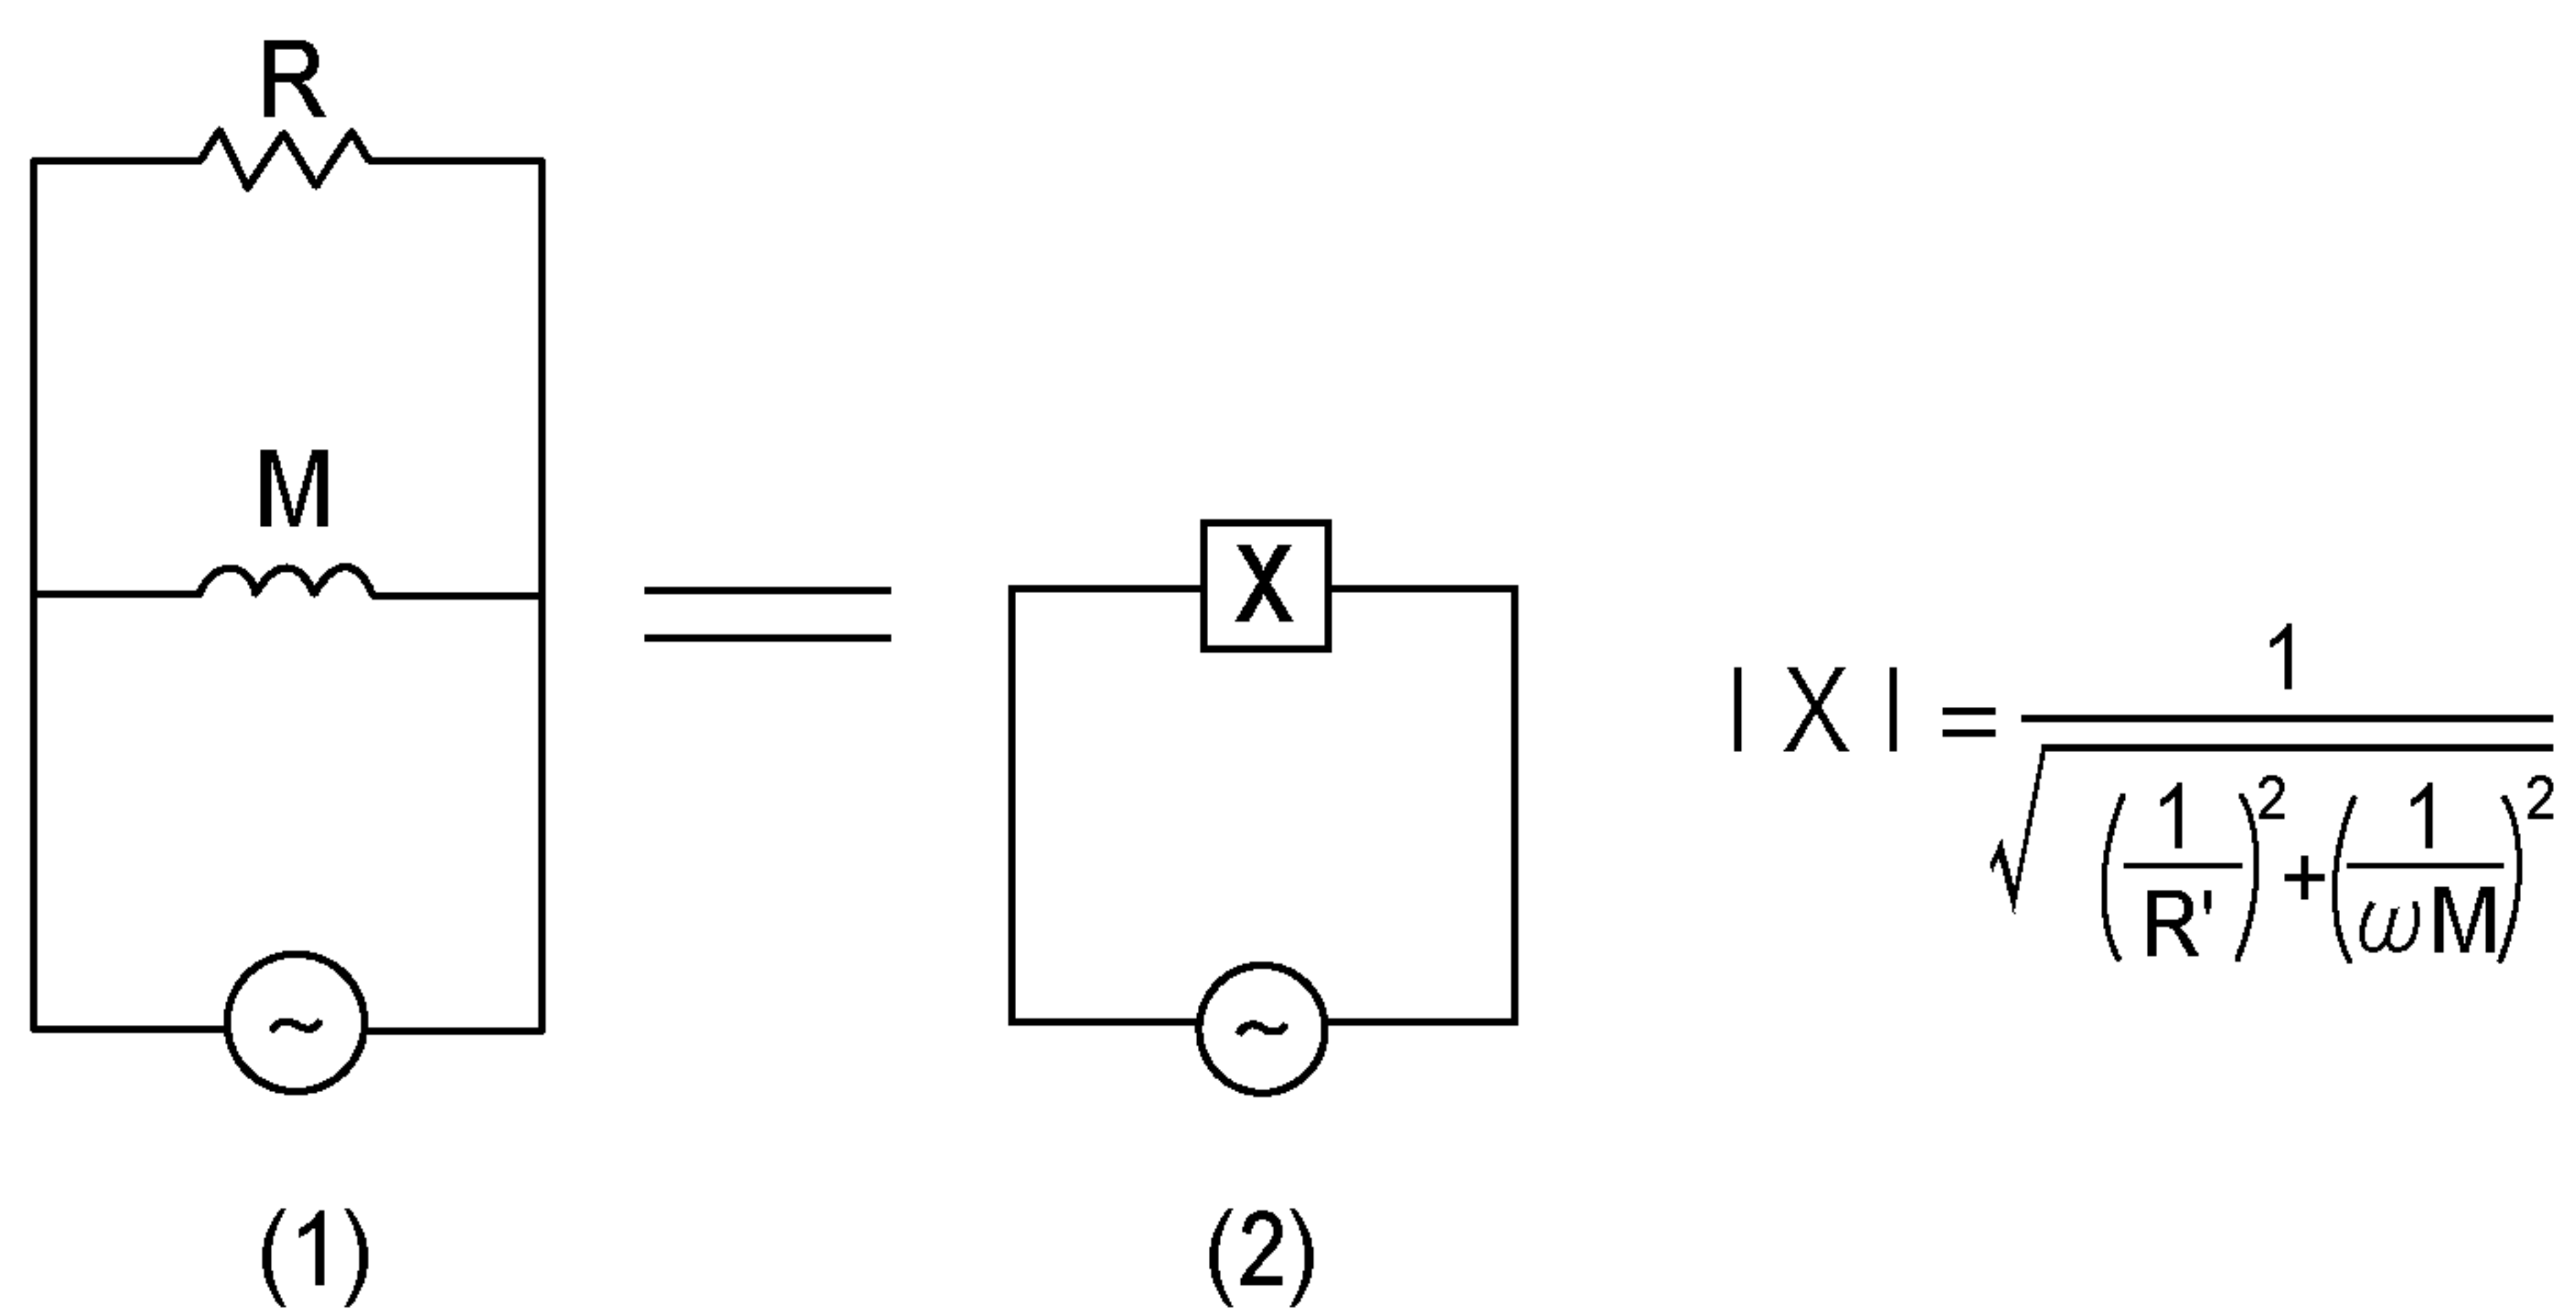 R
M
X
| X | = 1 / √( (1/R')² + (1/ωM)² )
(1)
(2)